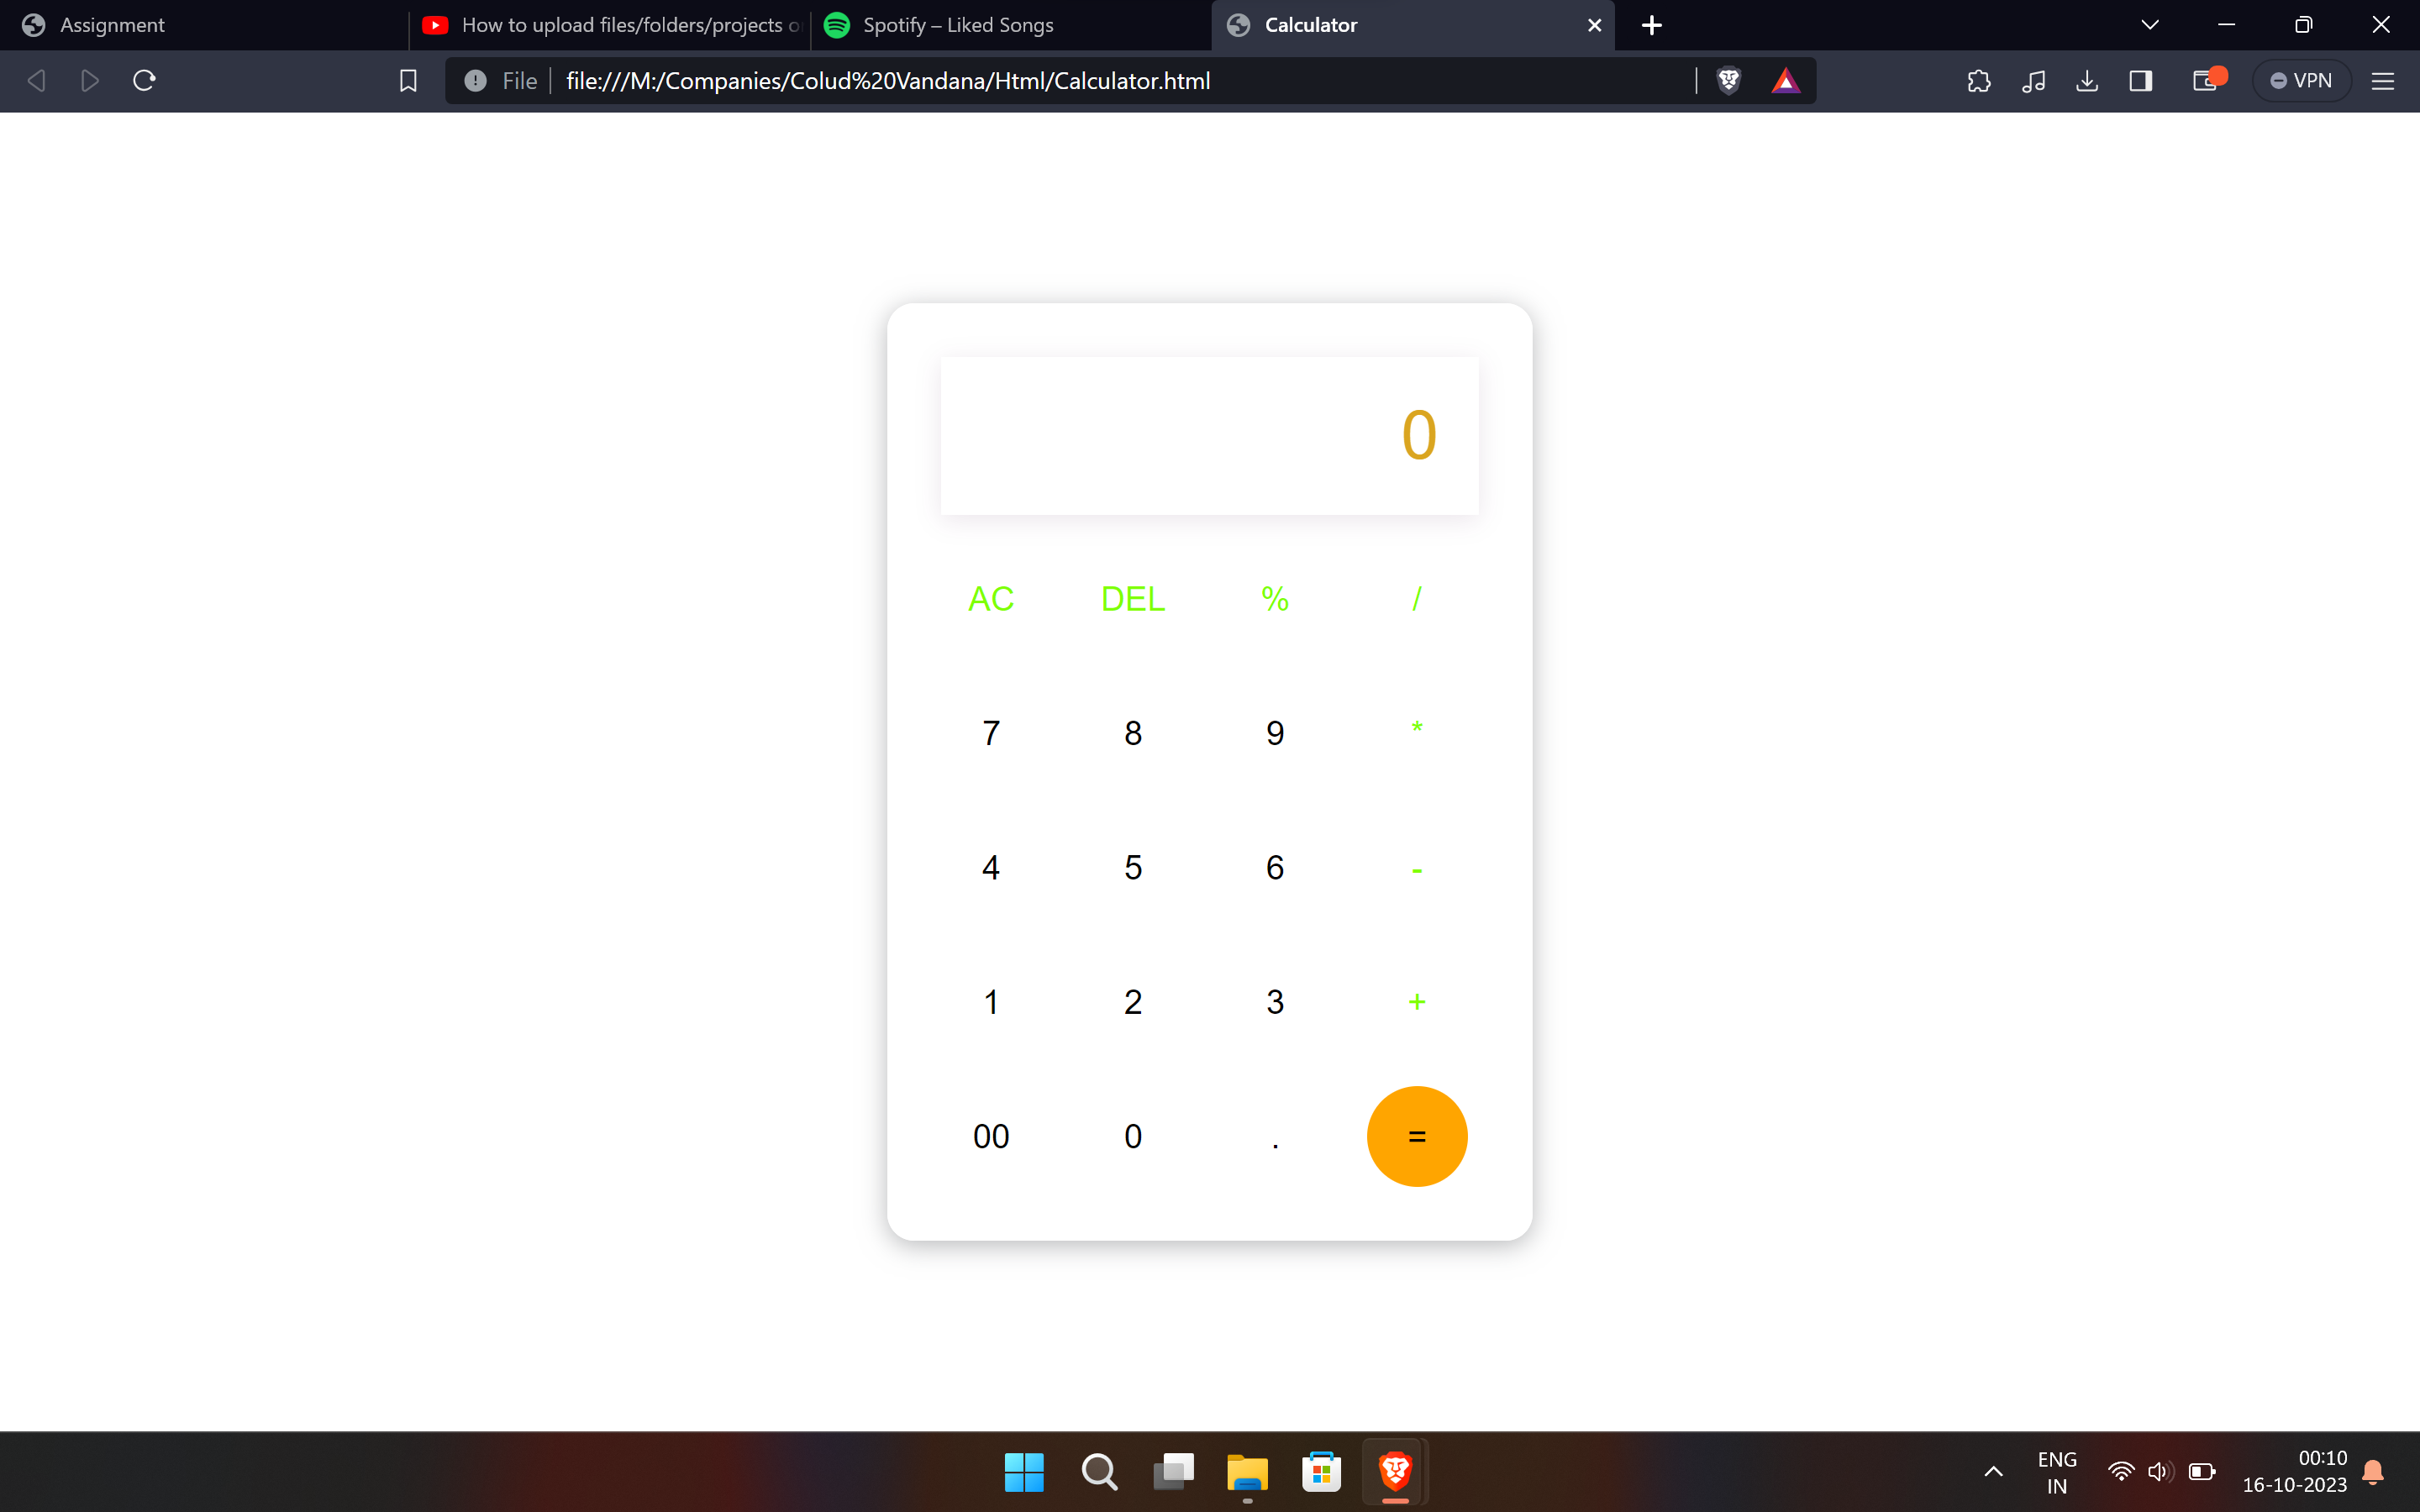 Assignment
How to upload files/folders/projects o
Spotify – Liked Songs
Calculator
File
file:///M:/Companies/Colud%20Vandana/Html/Calculator.html
VPN
0
AC DEL % /
7 8 9 *
4 5 6 -
1 2 3 +
00 0 . =
ENG
IN
00:10
16-10-2023